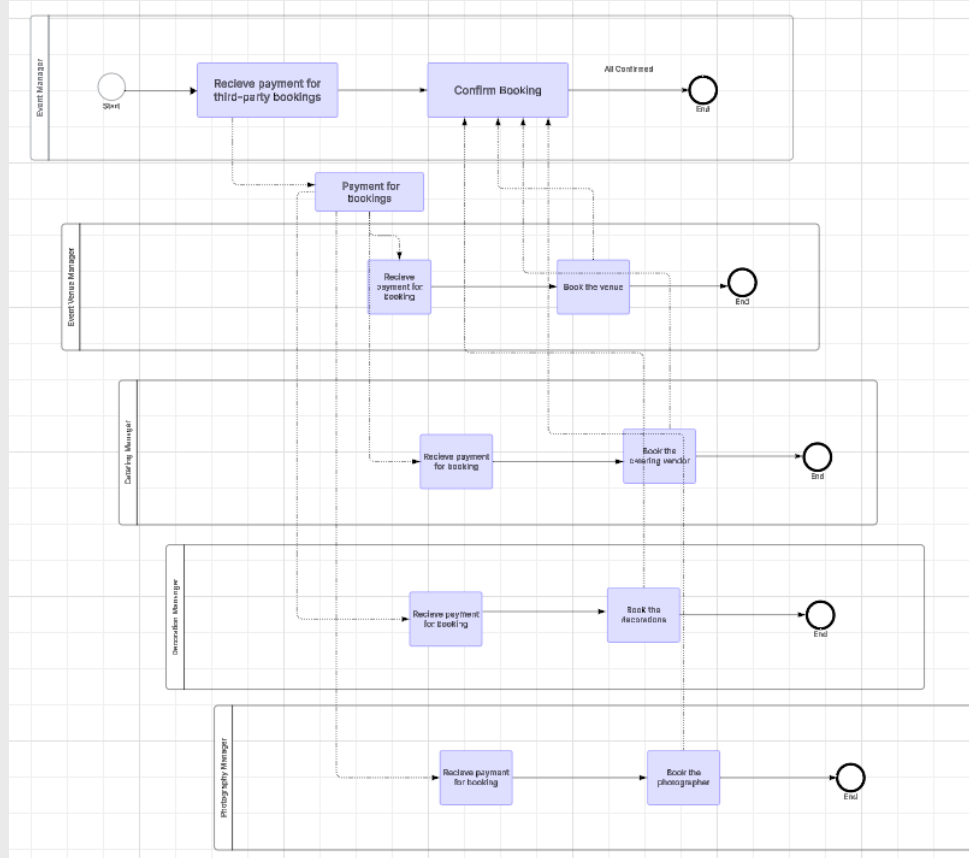 Event Manager
Start
Recieve payment for
third-party bookings
Confirm Booking
All Confirmed
End
Payment for
bookings
Event Venue Manager
Recieve
payment for
booking
Book the venue
End
Catering Manager
Recieve payment
for booking
Book the
catering vendor
End
Decoration Manager
Recieve payment
for booking
Book the
decorations
End
Photography Manager
Recieve payment
for booking
Book the
photographer
End